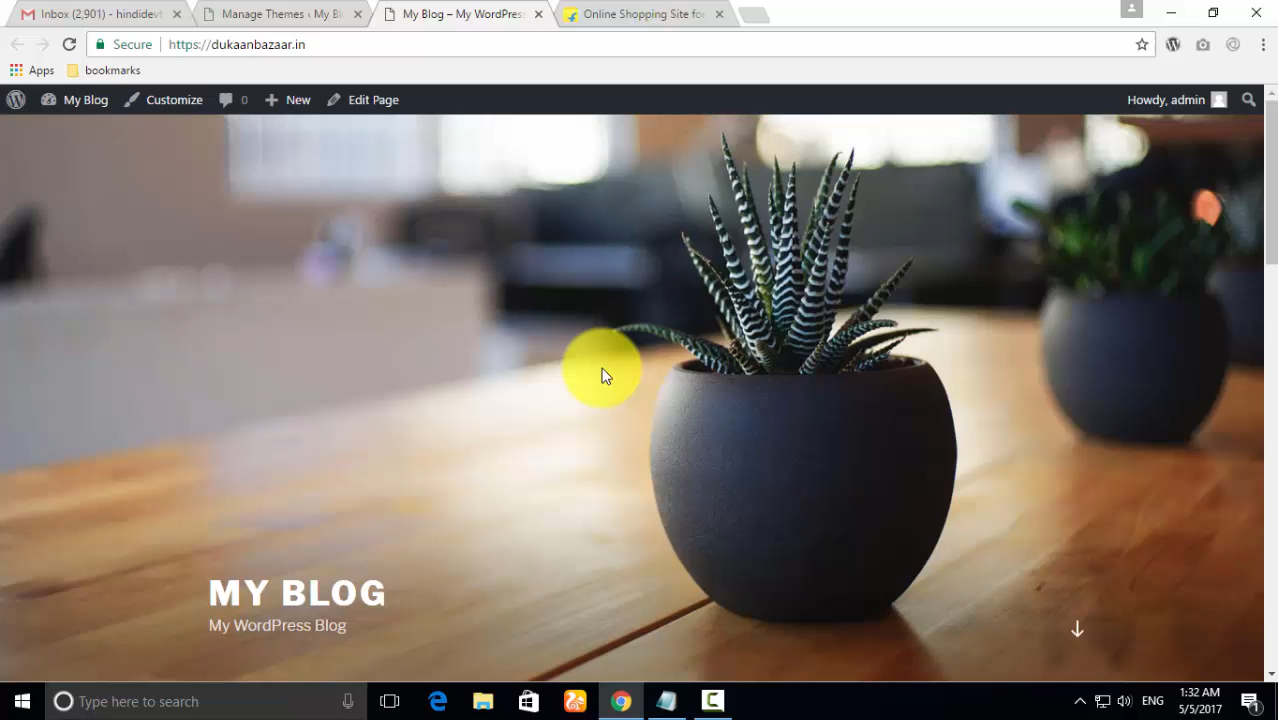 Inbox (2,901) - hindidevt
Manage Themes ‹ My Bl
My Blog – My WordPress
Online Shopping Site for
Secure
https://dukaanbazaar.in
Apps
bookmarks
My Blog
Customize
0
New
Edit Page
Howdy, admin
MY BLOG
My WordPress Blog
Type here to search
ENG
1:32 AM
5/5/2017
1